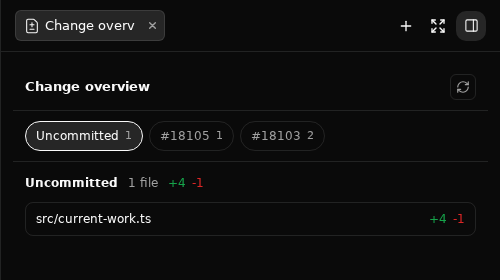 Change overv
Change overview
Uncommitted 1 #18105 1 #18103 2
Uncommitted 1 file +4 -1
src/current-work.ts +4 -1